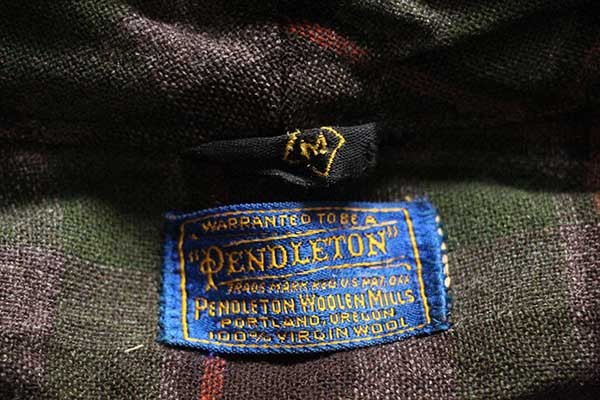 M
WARRANTED TO BE A
"PENDLETON"
TRADE MARK REG U.S. PAT. OFF.
PENDLETON WOOLEN MILLS
PORTLAND, OREGON
100% VIRGIN WOOL